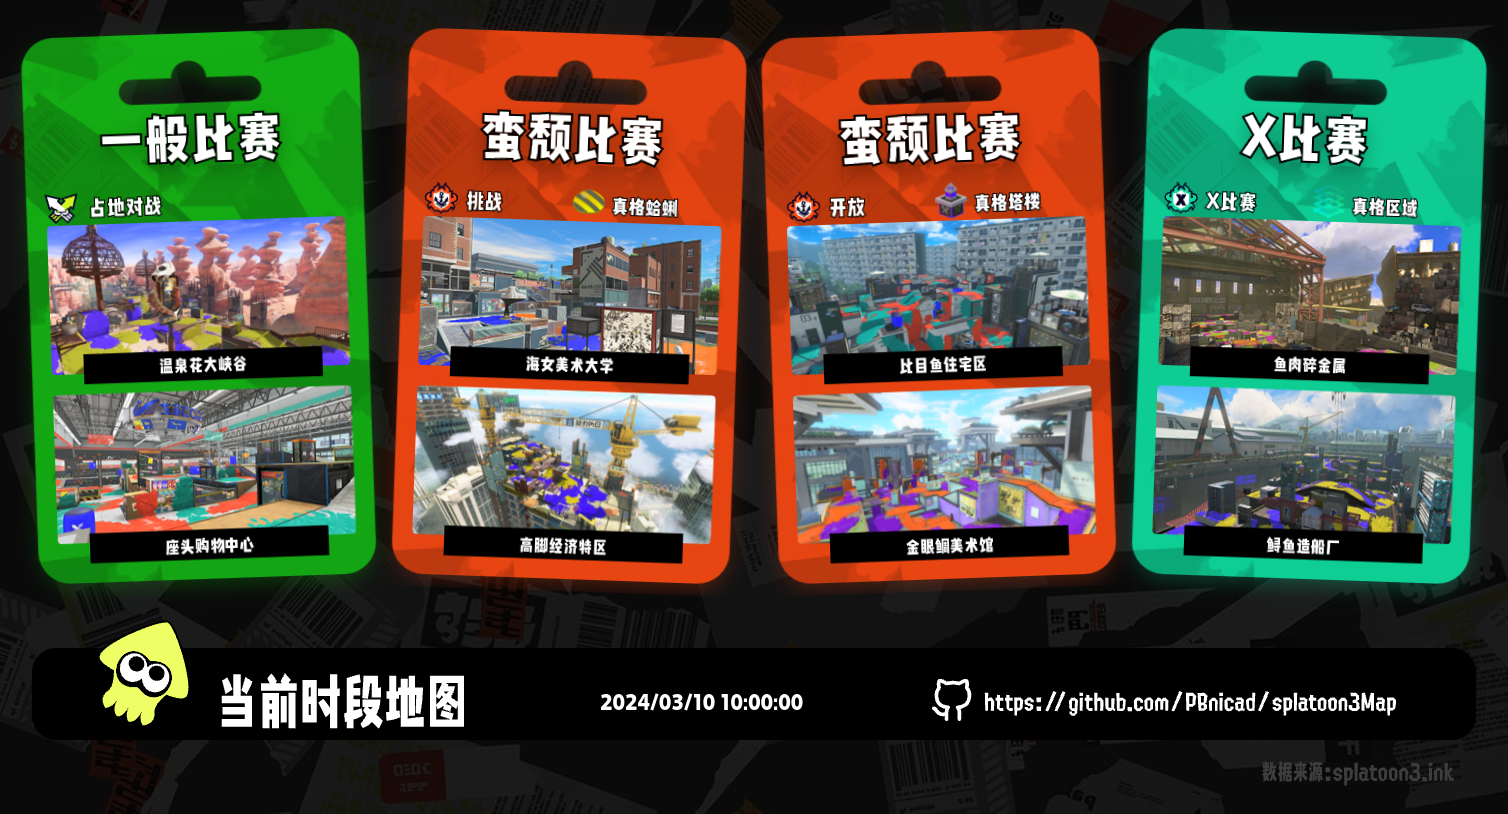 一般比赛
占地对战
温泉花大峡谷
座头购物中心
蛮颓比赛
挑战
真格蛤蜊
海女美术大学
高脚经济特区
蛮颓比赛
开放
真格塔楼
比目鱼住宅区
金眼鲷美术馆
X比赛
X比赛
真格区域
鱼肉碎金属
鲟鱼造船厂
当前时段地图
2024/03/10 10:00:00
https://github.com/PBnicad/splatoon3Map
数据来源:splatoon3.ink